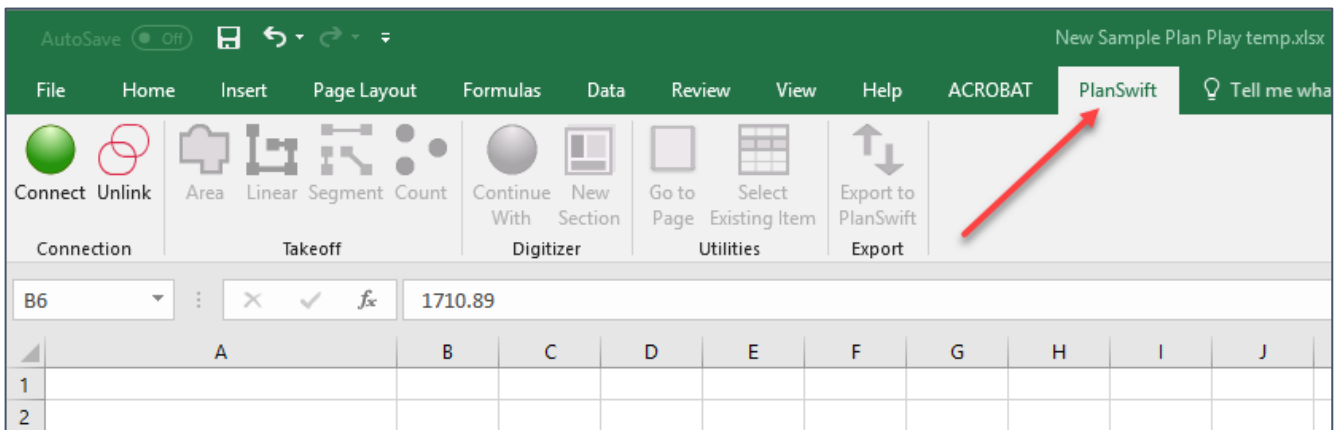 AutoSave Off New Sample Plan Play temp.xlsx
File Home Insert Page Layout Formulas Data Review View Help ACROBAT PlanSwift Tell me wha
Connect Unlink Area Linear Segment Count Continue New Go to Select Export to
With Section Page Existing Item PlanSwift
Connection Takeoff Digitizer Utilities Export
B6 fx 1710.89
A B C D E F G H I J
1
2